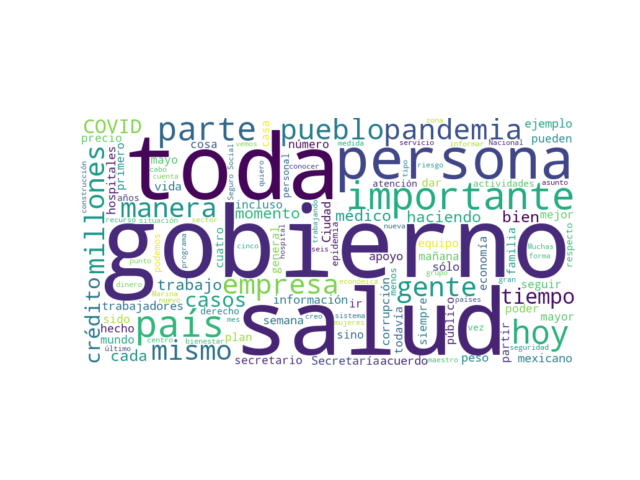 COVID
parte
pueblo
pandemia
ejemplo
zona
informar
Nacional
precio
cosa
casa
vemos
número
medida
servicio
pueden
toda
persona
hospitales
primero
mayo
cabo
cuenta
vida
Seguro Social
quiero
personal
conocer
tipo
riesgo
atención
dar
actividades
asunto
construcción
millones
años
manera
incluso
momento
importante
médico
haciendo
bien
mejor
recurso
situación
sector
Ciudad
trabajando
nueva
gobierno
general
hospital
epidemia
seis
cuatro
podemos
programa
cinco
apoyo
equipo
mañana
sólo
economía
familia
Muchas
forma
respecto
punto
crédito
dinero
Marina
nuevo
trabajo
empresa
económica
menos
grupo
gente
países
gran
seguir
tiempo
trabajadores
casos
derecho
información
ir
corrupción
todavía
siempre
público
poder
sido
país
mes
salud
creo
sistema
mujeres
vez
mayor
hecho
hoy
mundo
centro
bienestar
plan
semana
sino
partir
seguridad
último
cada
mismo
secretario
Secretaría
acuerdo
maestro
peso
mexicano